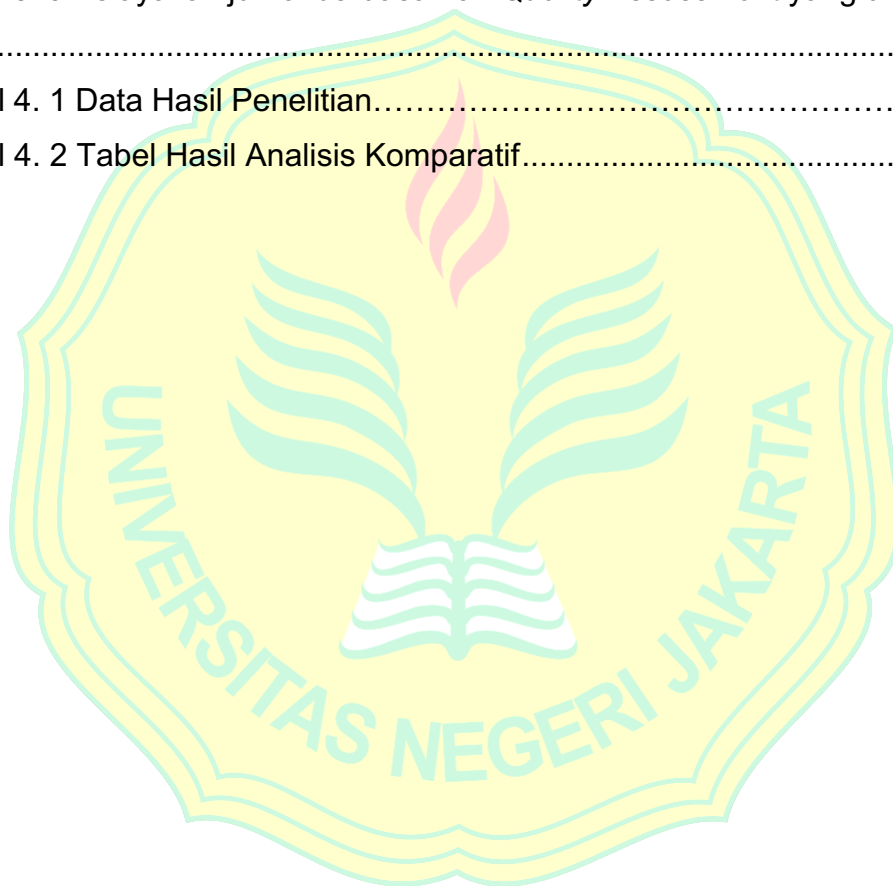 ................................................................................................
l 4. 1 Data Hasil Penelitian…………………………………………………
l 4. 2 Tabel Hasil Analisis Komparatif..........................................
UNIVERSITAS NEGERI JAKARTA